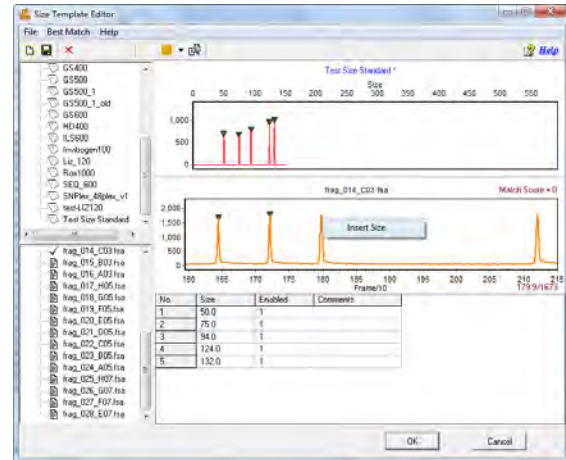 Size Template Editor
File Best Match Help
Help
GS400
GS500
GS500_1
GS500_1_old
GS600
HD400
ILS600
Invitrogen100
Liz_120
Rox1000
SEQ_600
SNPlex_48plex_v1
test-LIZ120
Test Size Standard
Test Size Standard *
Size
0 50 100 150 200 250 300 350 400 450 500 550
1,000
500
0
frag_014_C03.fsa
Match Score = 0
2,000
1,500
1,000
500
0
Insert Size
160 165 170 175 180 185 190 195 200 205 210 215
Frame/10
179.9/1673
frag_014_C03.fsa
frag_015_B03.fsa
frag_016_A03.fsa
frag_017_H05.fsa
frag_018_G05.fsa
frag_019_F05.fsa
frag_020_E05.fsa
frag_021_D05.fsa
frag_022_C05.fsa
frag_023_B05.fsa
frag_024_A05.fsa
frag_025_H07.fsa
frag_026_G07.fsa
frag_027_F07.fsa
frag_028_E07.fsa
No. Size Enabled Comments
1 50.0 1
2 75.0 1
3 94.0 1
4 124.0 1
5 132.0 1
OK Cancel